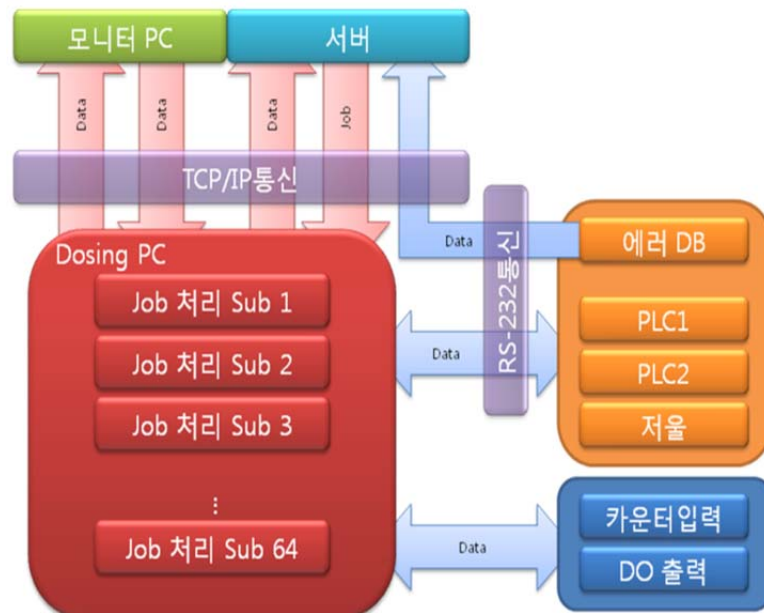 모니터 PC
서버
Data
Data
Data
Job
TCP/IP통신
RS-232통신
Dosing PC
Job 처리 Sub 1
Job 처리 Sub 2
Job 처리 Sub 3
⋮
Job 처리 Sub 64
Data
Data
Data
에러 DB
PLC1
PLC2
저울
카운터입력
DO 출력